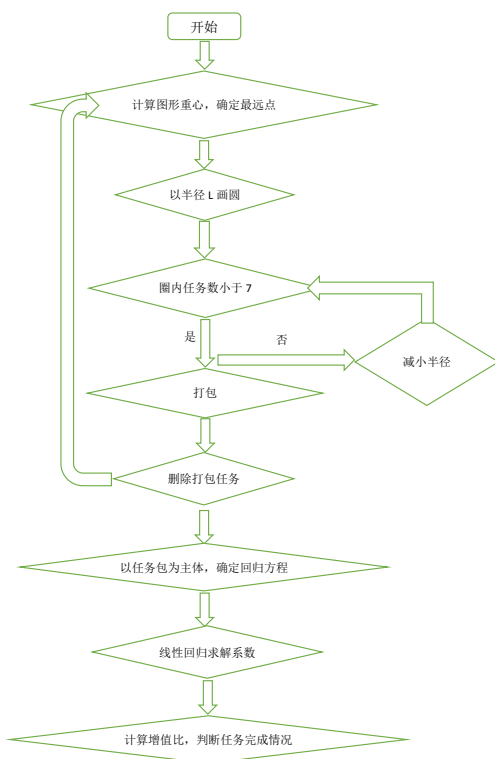 开始
计算图形重心，确定最远点
以半径 L 画圆
圈内任务数小于 7
是
否
减小半径
打包
删除打包任务
以任务包为主体，确定回归方程
线性回归求解系数
计算增值比，判断任务完成情况